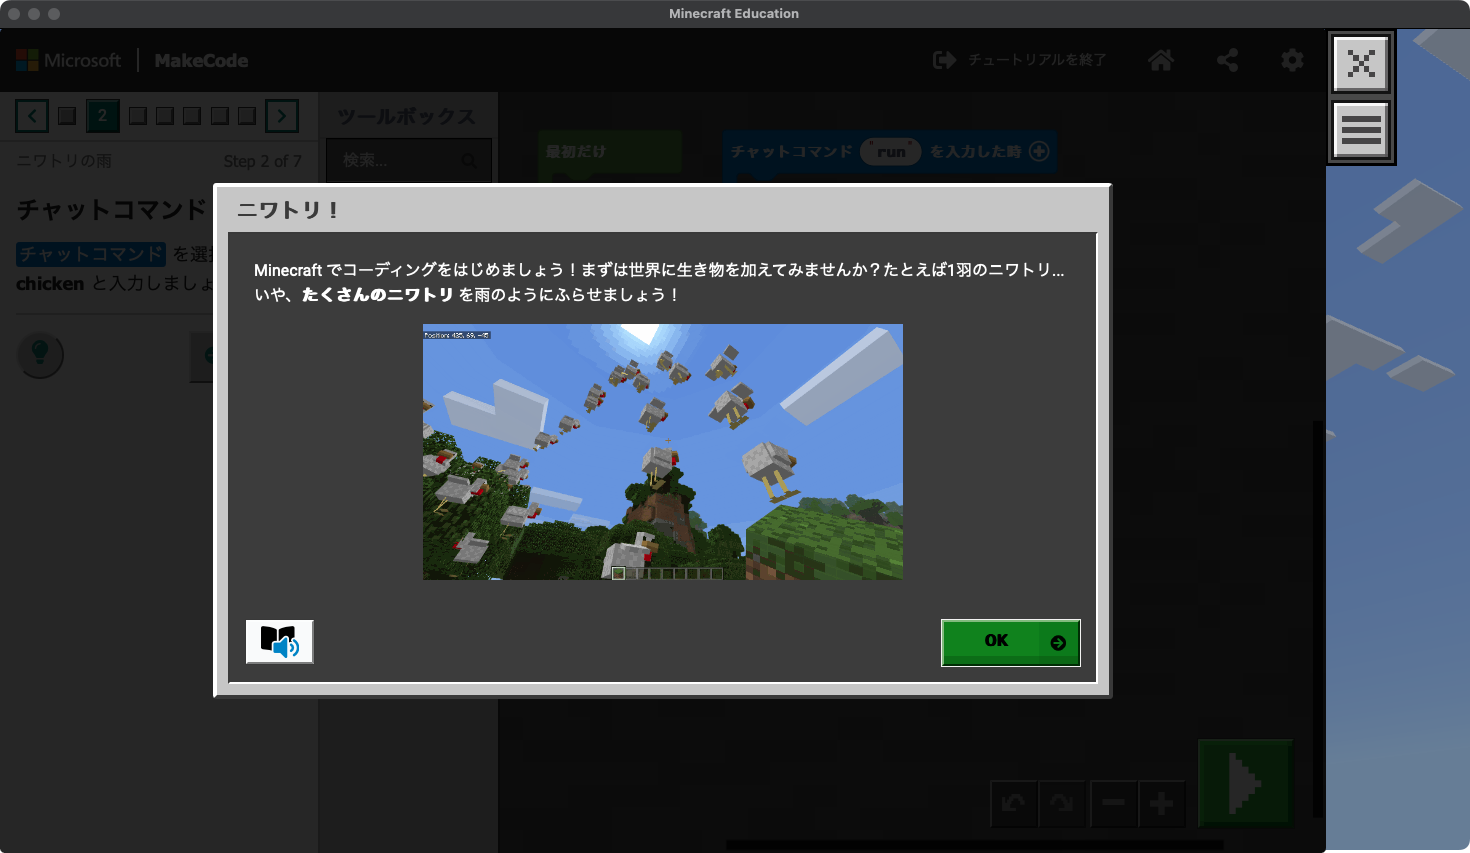 Minecraft Education
Microsoft MakeCode
チュートリアルを終了
2
ニワトリの雨 Step 2 of 7
チャットコマンド
チャットコマンド を選
chicken と入力しましょ
ツールボックス
検索...
最初だけ
チャットコマンド "run" を入力した時
ニワトリ！
Minecraft でコーディングをはじめましょう！まずは世界に生き物を加えてみませんか？たとえば1羽のニワトリ...
いや、たくさんのニワトリ を雨のようにふらせましょう！
OK